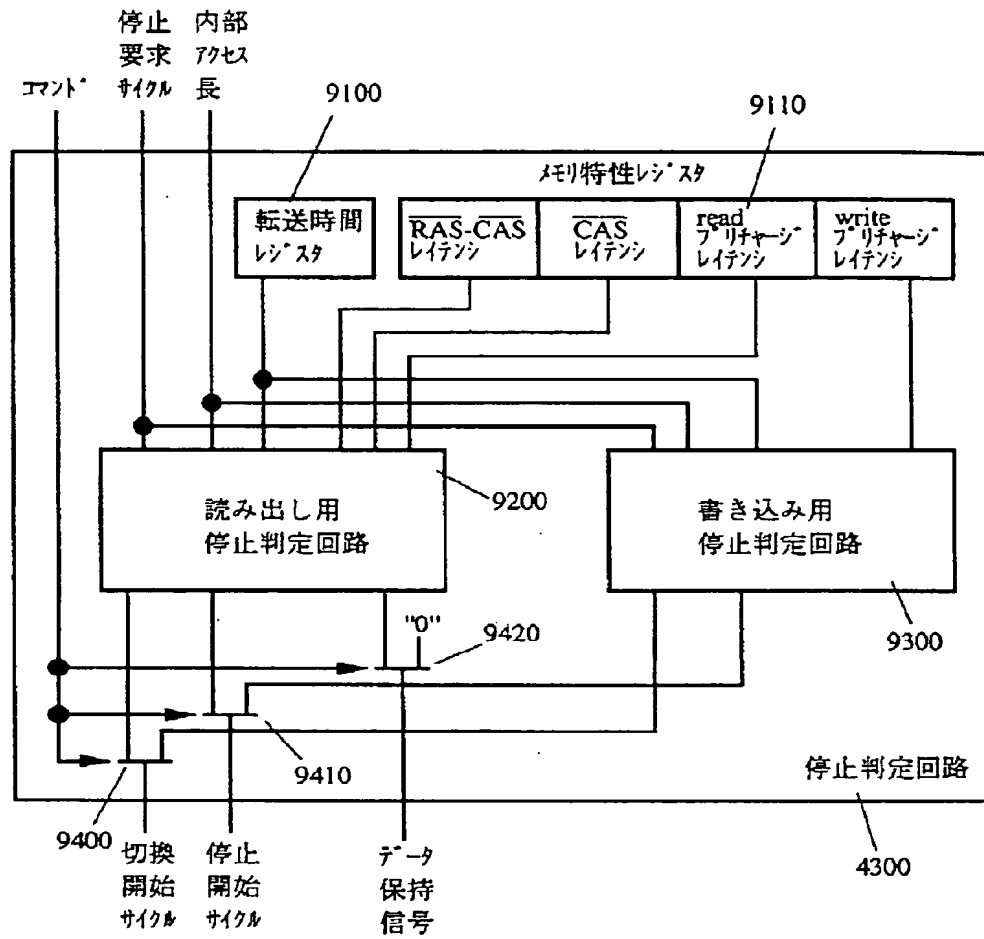 停止
要求
サイクル
内部
アクセス
長
コマンド
9100
9110
メモリ特性レジスタ
転送時間
レジスタ
RAS-CAS
レイテンシ
CAS
レイテンシ
read
プリチャージ
レイテンシ
write
プリチャージ
レイテンシ
読み出し用
停止判定回路
9200
書き込み用
停止判定回路
9300
"0"
9420
9410
9400
停止判定回路
4300
切換
開始
サイクル
停止
開始
サイクル
データ
保持
信号